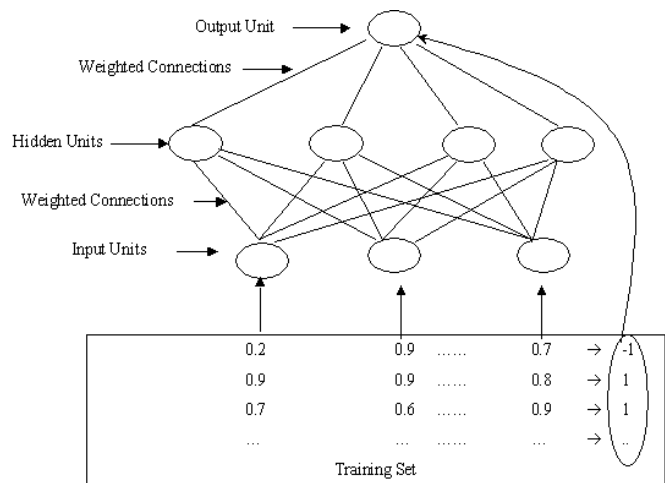 Output Unit
Weighted Connections
Hidden Units
Weighted Connections
Input Units
0.2 0.9 ...... 0.7 → -1
0.9 0.9 ...... 0.8 → 1
0.7 0.6 ...... 0.9 → 1
... ... ...... ... → ..
Training Set